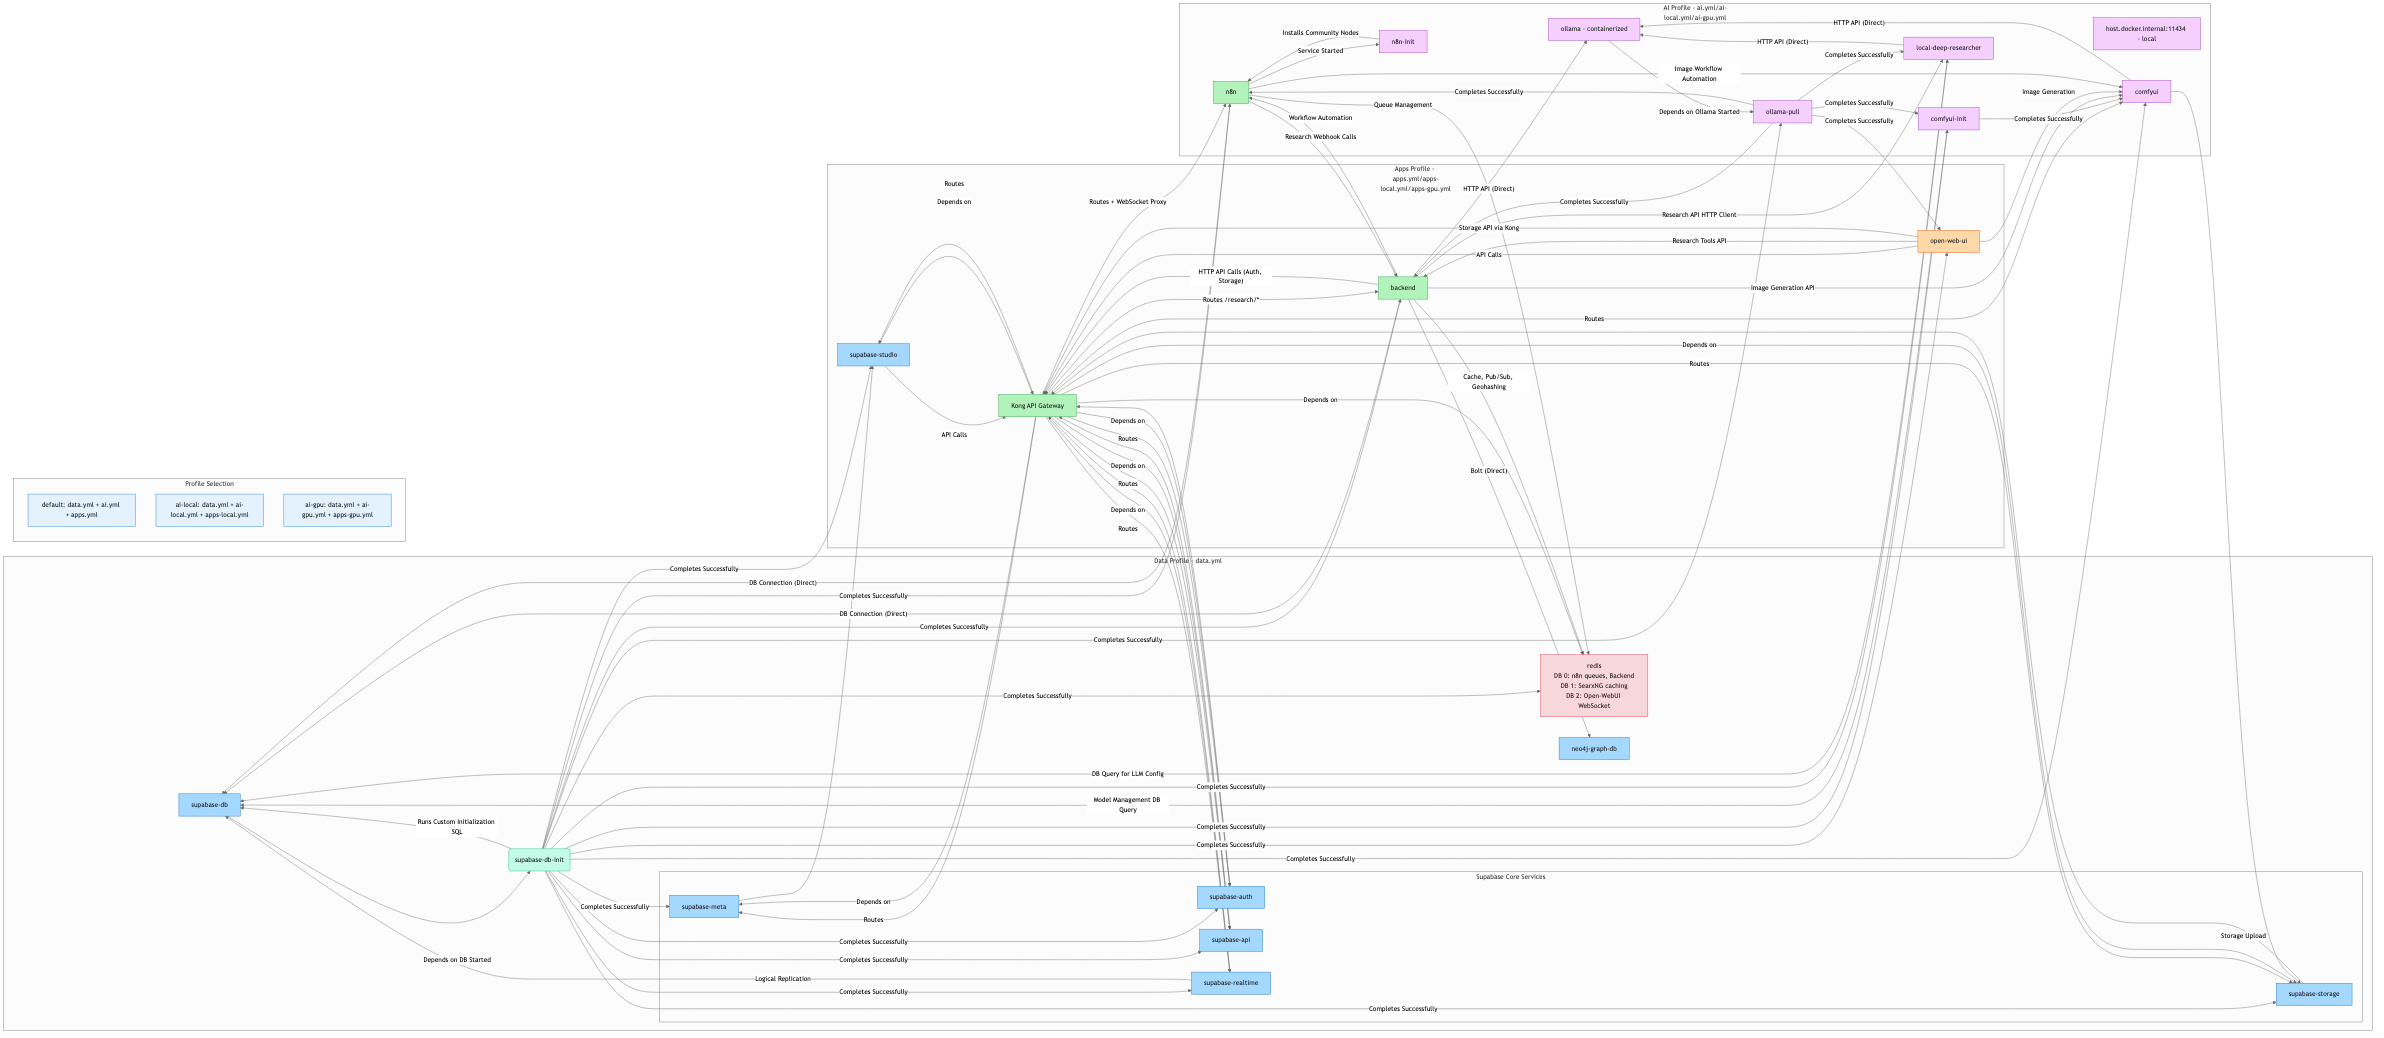 AI Profile - ai.yml/ai-
local.yml/ai-gpu.yml
ollama - containerized
HTTP API (Direct)
host.docker.internal:11434
- local
Installs Community Nodes
n8n-init
Service Started
HTTP API (Direct)
local-deep-researcher
Completes Successfully
Image Workflow
Automation
n8n
Completes Successfully
Image Generation
comfyui
Queue Management
ollama-pull
Completes Successfully
Depends on Ollama Started
Workflow Automation
Completes Successfully
comfyui-init
Completes Successfully
Research Webhook Calls
Apps Profile -
apps.yml/apps-
local.yml/apps-gpu.yml
Routes
HTTP API (Direct)
Depends on
Routes + WebSocket Proxy
Completes Successfully
Research API HTTP Client
Storage API via Kong
Research Tools API
open-web-ui
API Calls
HTTP API Calls (Auth,
Storage)
backend
Image Generation API
Routes /research/*
Routes
supabase-studio
Depends on
Routes
Cache, Pub/Sub,
Geohashing
Kong API Gateway
Depends on
Depends on
API Calls
Routes
Depends on
Bolt (Direct)
Routes
Depends on
Routes
Profile Selection
default: data.yml + ai.yml
+ apps.yml
ai-local: data.yml + ai-
local.yml + apps-local.yml
ai-gpu: data.yml + ai-
gpu.yml + apps-gpu.yml
Data Profile - data.yml
Completes Successfully
DB Connection (Direct)
Completes Successfully
DB Connection (Direct)
Completes Successfully
Completes Successfully
redis
DB 0: n8n queues, Backend
DB 1: SearxNG caching
DB 2: Open-WebUI
WebSocket
Completes Successfully
neo4j-graph-db
DB Query for LLM Config
Completes Successfully
supabase-db
Model Management DB
Query
Runs Custom Initialization
SQL
Completes Successfully
Completes Successfully
supabase-db-init
Completes Successfully
Supabase Core Services
supabase-meta
Completes Successfully
Depends on
supabase-auth
Routes
Completes Successfully
supabase-api
Storage Upload
Depends on DB Started
Completes Successfully
Logical Replication
supabase-realtime
Completes Successfully
supabase-storage
Completes Successfully